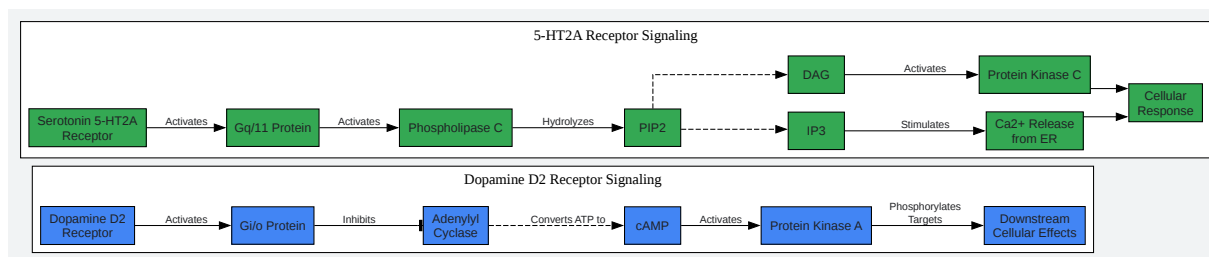 5-HT2A Receptor Signaling
DAG
Activates
Protein Kinase C
Cellular
Response
Serotonin 5-HT2A
Receptor
Activates
Gq/11 Protein
Activates
Phospholipase C
Hydrolyzes
PIP2
IP3
Stimulates
Ca2+ Release
from ER
Dopamine D2 Receptor Signaling
Dopamine D2
Receptor
Activates
Gi/o Protein
Inhibits
Adenylyl
Cyclase
Converts ATP to
cAMP
Activates
Protein Kinase A
Phosphorylates
Targets
Downstream
Cellular Effects